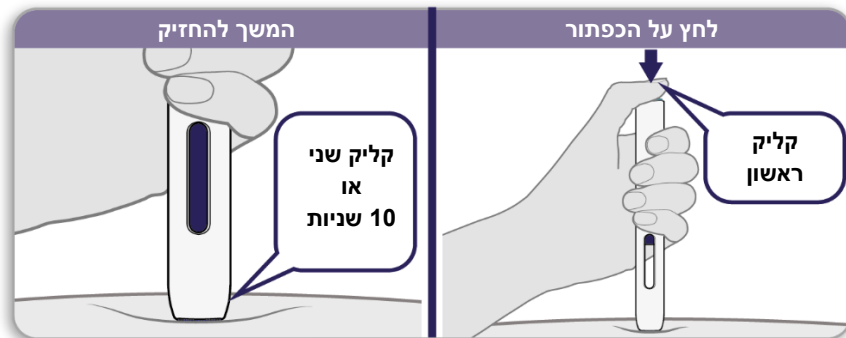 לחץ על הכפתור
קליק
ראשון
המשך להחזיק
קליק שני
או
10 שניות